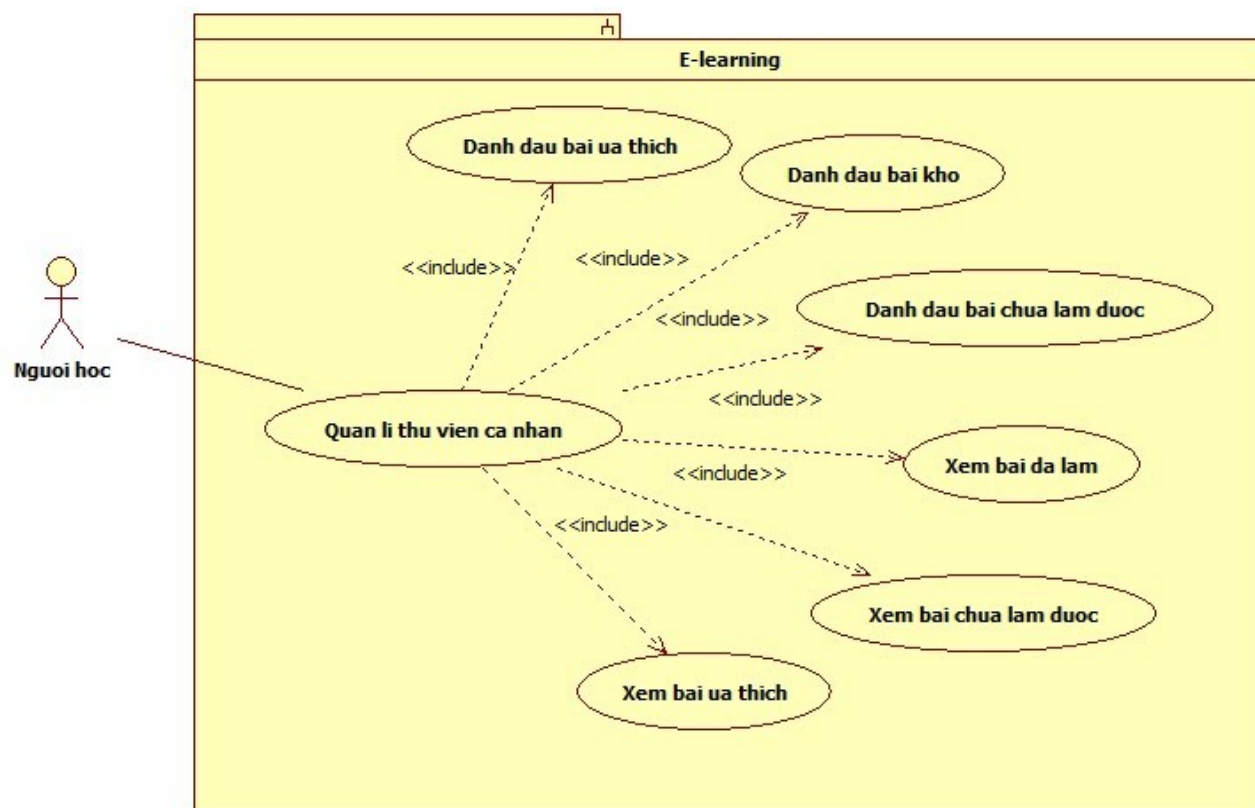 E-learning
Danh dau bai ua thich
Danh dau bai kho
<<include>>
<<include>>
Danh dau bai chua lam duoc
<<include>>
Nguoi hoc
<<include>>
Quan li thu vien ca nhan
Xem bai da lam
<<include>>
<<include>>
Xem bai chua lam duoc
Xem bai ua thich